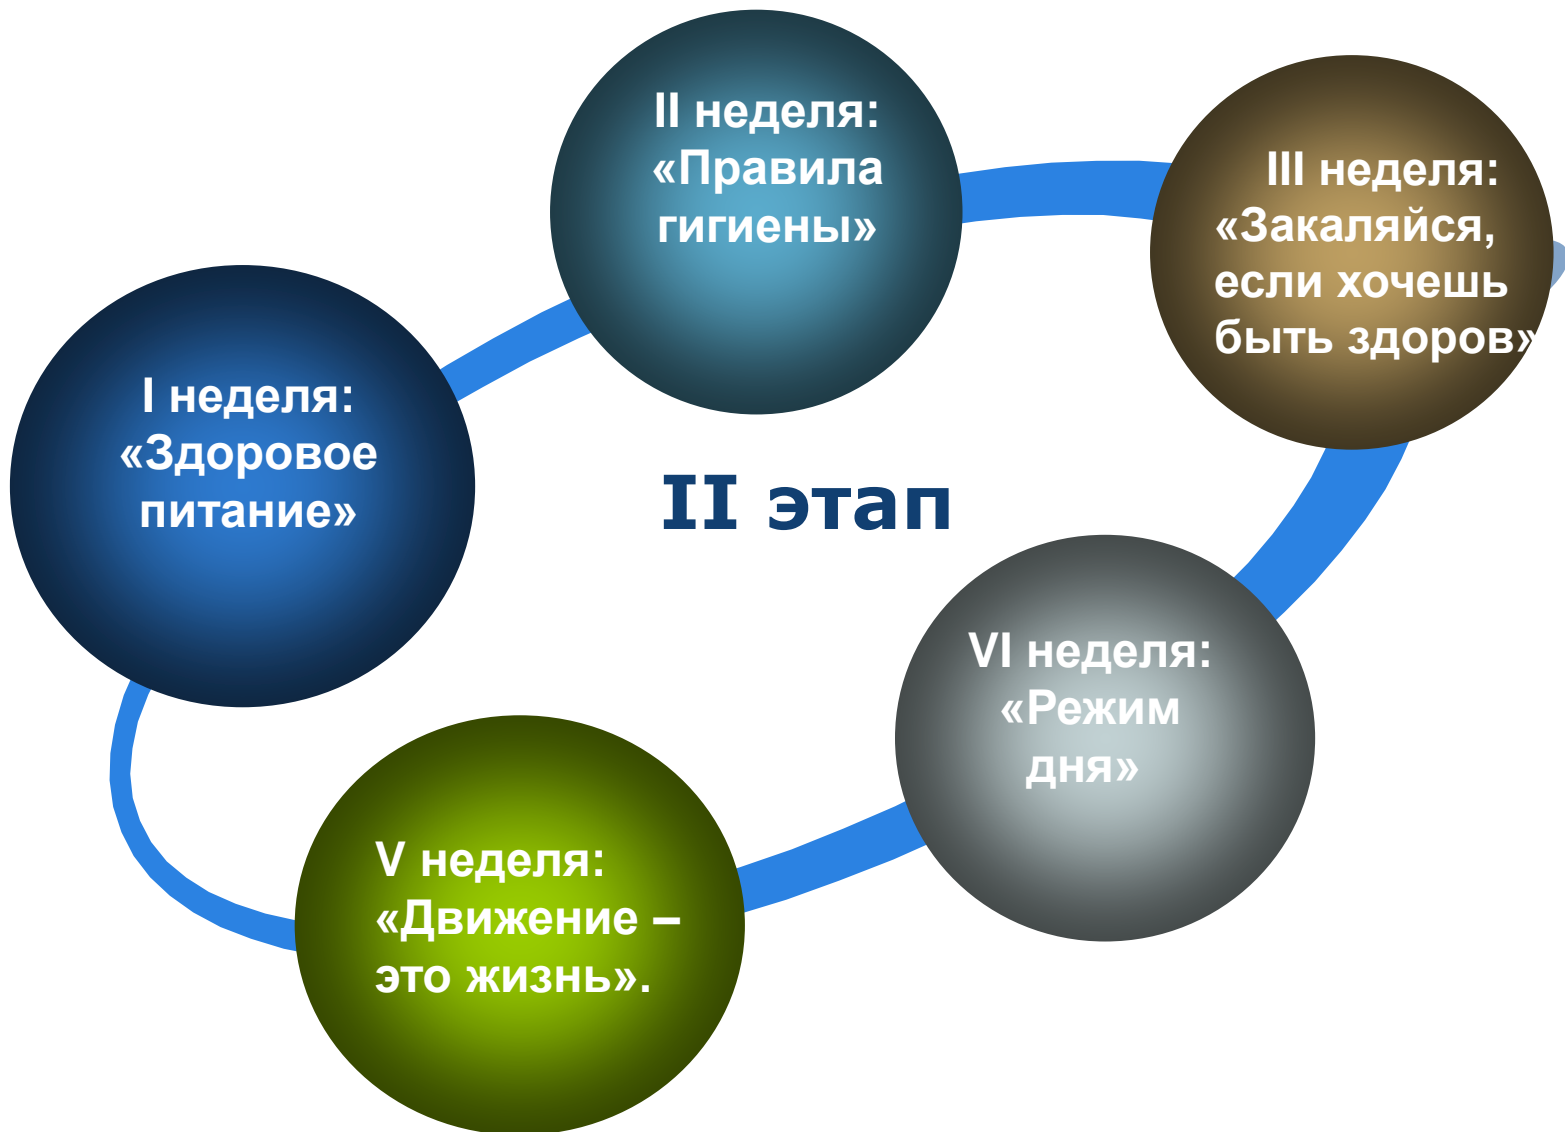 II неделя:
«Правила
гигиены»
III неделя:
«Закаляйся,
если хочешь
быть здоров»
I неделя:
«Здоровое
питание»
II этап
VI неделя:
«Режим
дня»
V неделя:
«Движение –
это жизнь».